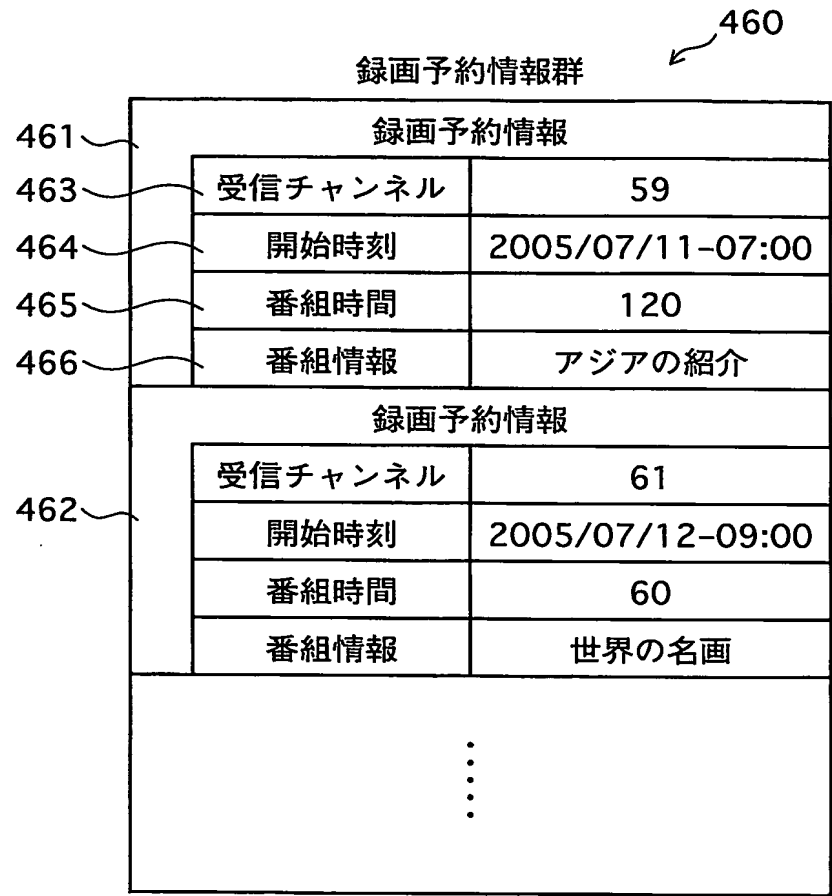 460
録画予約情報群
461 録画予約情報
463 受信チャンネル 59
464 開始時刻 2005/07/11-07:00
465 番組時間 120
466 番組情報 アジアの紹介
録画予約情報
受信チャンネル 61
462 開始時刻 2005/07/12-09:00
番組時間 60
番組情報 世界の名画